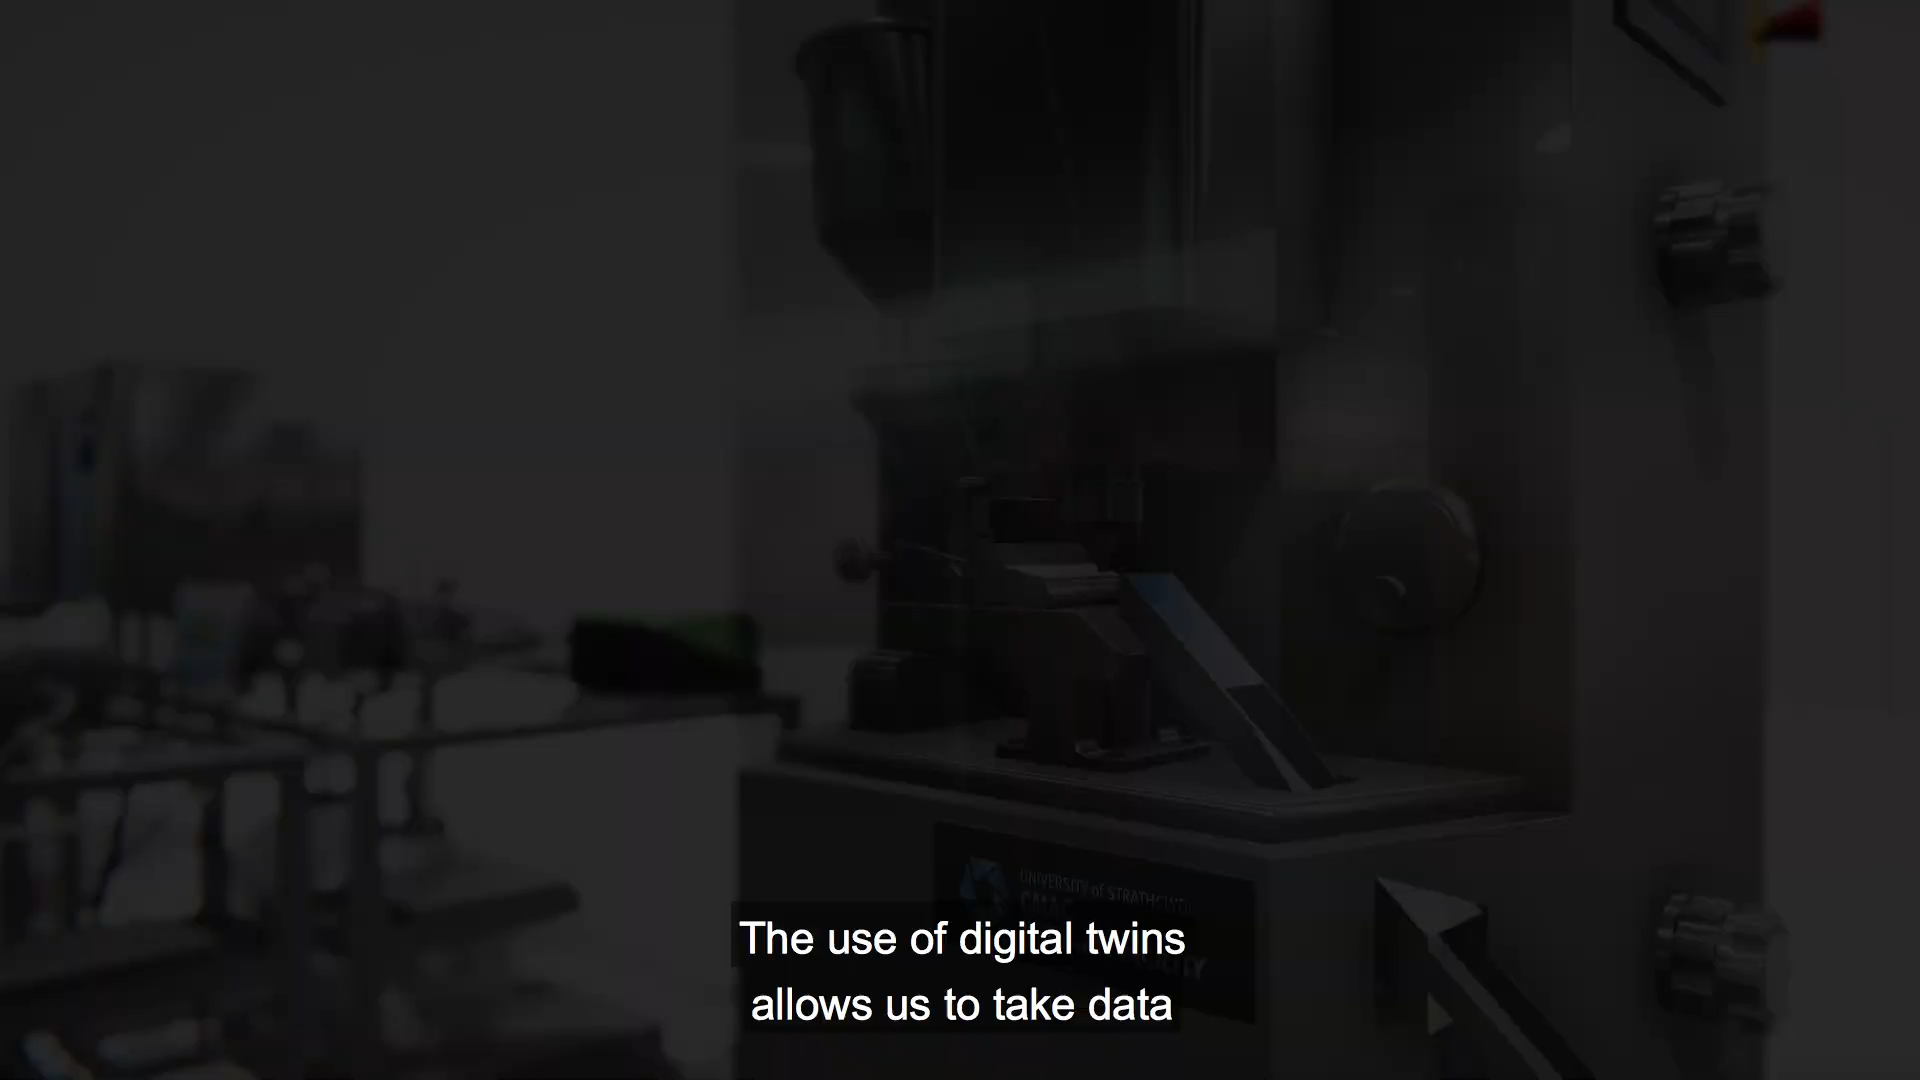 UNIVERSITY of STRATHCLYDE
The use of digital twins
allows us to take data